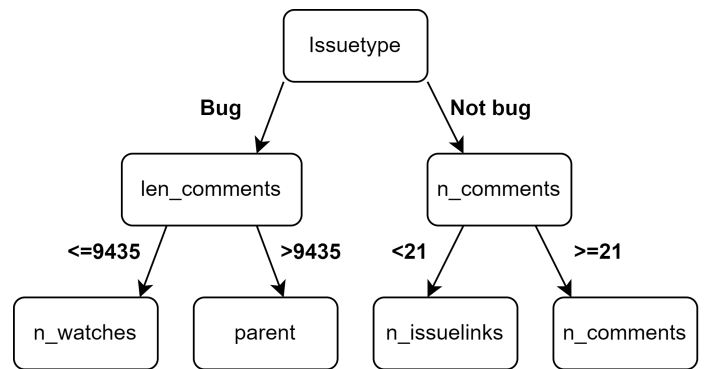 Issuetype
Bug
Not bug
len_comments
n_comments
<=9435
>9435
<21
>=21
n_watches
parent
n_issuelinks
n_comments